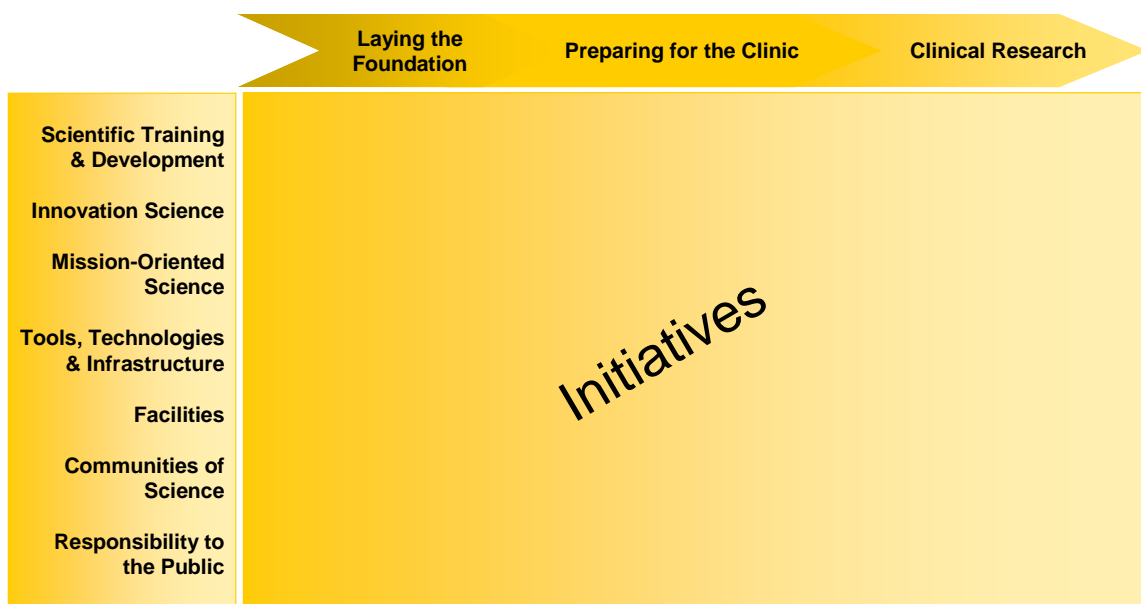 Laying the
Foundation
Preparing for the Clinic
Clinical Research
Scientific Training
& Development
Innovation Science
Mission-Oriented
Science
Tools, Technologies
& Infrastructure
Facilities
Communities of
Science
Responsibility to
the Public
Initiatives